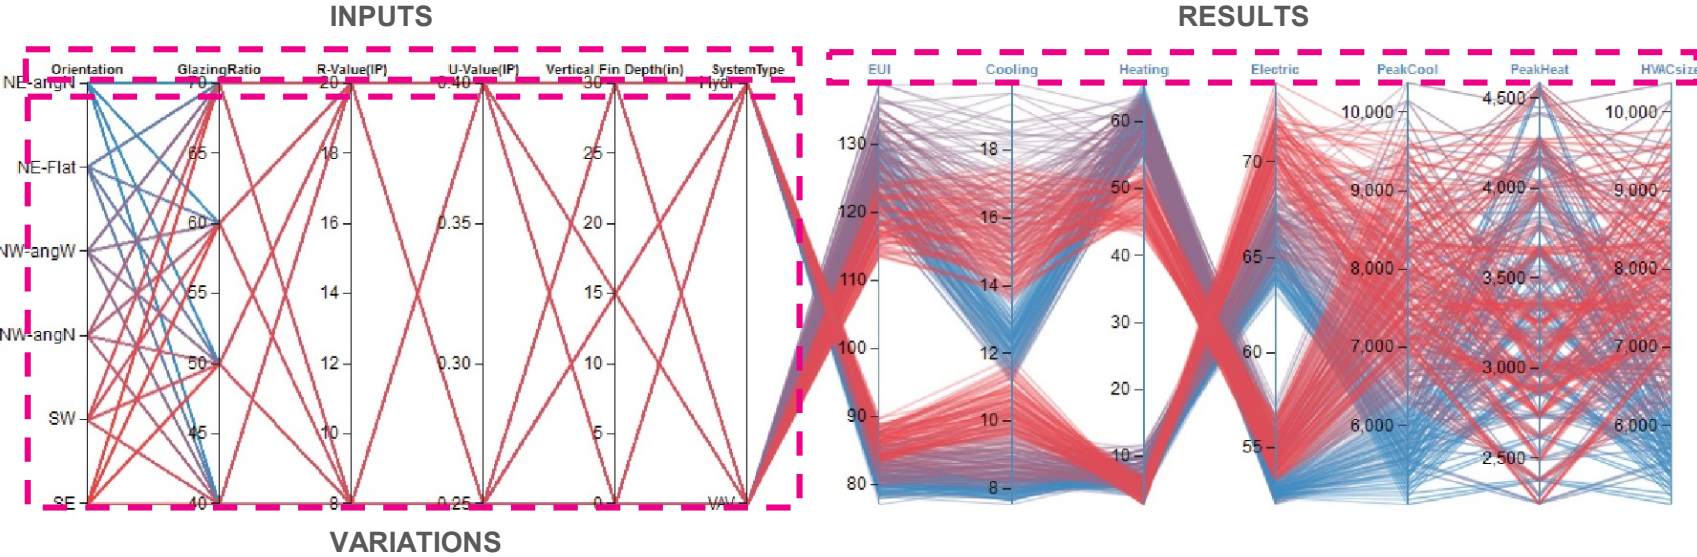 INPUTS RESULTS
Orientation GlazingRatio R-Value(IP) U-Value(IP) Vertical Fin Depth(in) SystemType EUI Cooling Heating Electric PeakCool PeakHeat HVACsize
NE-angN 70 20 0.40 30 Hydr
4,500
10,000 10,000
60
130
18
65 18 25
70
NE-Flat
4,000 9,000
50 9,000
120
16
60 16 0.35 20
NW-angW
40 65
8,000 8,000
110 14 3,500
55 14 15
30
NW-angN
100 12 60 7,000 7,000
50 12 0.30 10
3,000
20
SW
90 10 6,000 6,000
45 10 5
55
10
2,500
80 8
SE 40 8 0.25 0 VAV
VARIATIONS